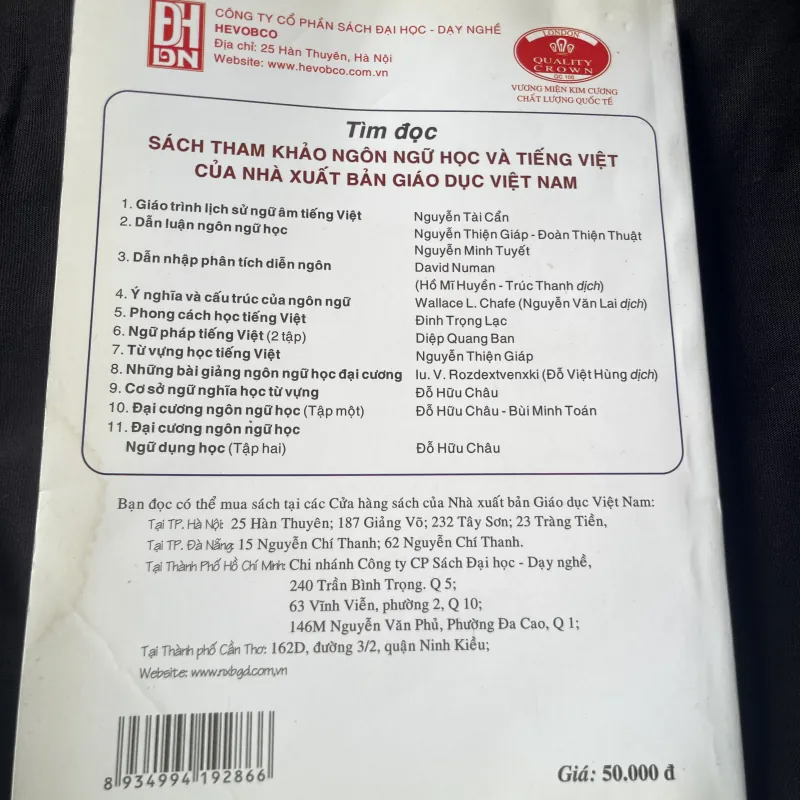 ĐH
DN
CÔNG TY CỔ PHẦN SÁCH ĐẠI HỌC - DẠY NGHỀ
HEVOBCO
Địa chỉ: 25 Hàn Thuyên, Hà Nội
Website: www.hevobco.com.vn
LONDON
QUALITY
CROWN
QC 100
VƯƠNG MIỆN KIM CƯƠNG
CHẤT LƯỢNG QUỐC TẾ
Tìm đọc
SÁCH THAM KHẢO NGÔN NGỮ HỌC VÀ TIẾNG VIỆT
CỦA NHÀ XUẤT BẢN GIÁO DỤC VIỆT NAM
1. Giáo trình lịch sử ngữ âm tiếng Việt Nguyễn Tài Cẩn
2. Dẫn luận ngôn ngữ học Nguyễn Thiện Giáp - Đoàn Thiện Thuật
Nguyễn Minh Tuyết
3. Dẫn nhập phân tích diễn ngôn David Numan
(Hồ Mĩ Huyền - Trúc Thanh dịch)
4. Ý nghĩa và cấu trúc của ngôn ngữ Wallace L. Chafe (Nguyễn Văn Lai dịch)
5. Phong cách học tiếng Việt Đinh Trọng Lạc
6. Ngữ pháp tiếng Việt (2 tập) Diệp Quang Ban
7. Từ vựng học tiếng Việt Nguyễn Thiện Giáp
8. Những bài giảng ngôn ngữ học đại cương Iu. V. Rozdextvenxki (Đỗ Việt Hùng dịch)
9. Cơ sở ngữ nghĩa học từ vựng Đỗ Hữu Châu
10. Đại cương ngôn ngữ học (Tập một) Đỗ Hữu Châu - Bùi Minh Toán
11. Đại cương ngôn ngữ học
Ngữ dụng học (Tập hai) Đỗ Hữu Châu
Bạn đọc có thể mua sách tại các Cửa hàng sách của Nhà xuất bản Giáo dục Việt Nam:
Tại TP. Hà Nội: 25 Hàn Thuyên; 187 Giảng Võ; 232 Tây Sơn; 23 Tràng Tiền,
Tại TP. Đà Nẵng: 15 Nguyễn Chí Thanh; 62 Nguyễn Chí Thanh.
Tại Thành Phố Hồ Chí Minh: Chi nhánh Công ty CP Sách Đại học - Dạy nghề,
240 Trần Bình Trọng. Q 5;
63 Vĩnh Viễn, phường 2, Q 10;
146M Nguyễn Văn Phủ, Phường Đa Cao, Q 1;
Tại Thành phố Cần Thơ: 162D, đường 3/2, quận Ninh Kiều;
Website: www.nxbgd.com,vn
8 934994 192866
Giá: 50.000 đ